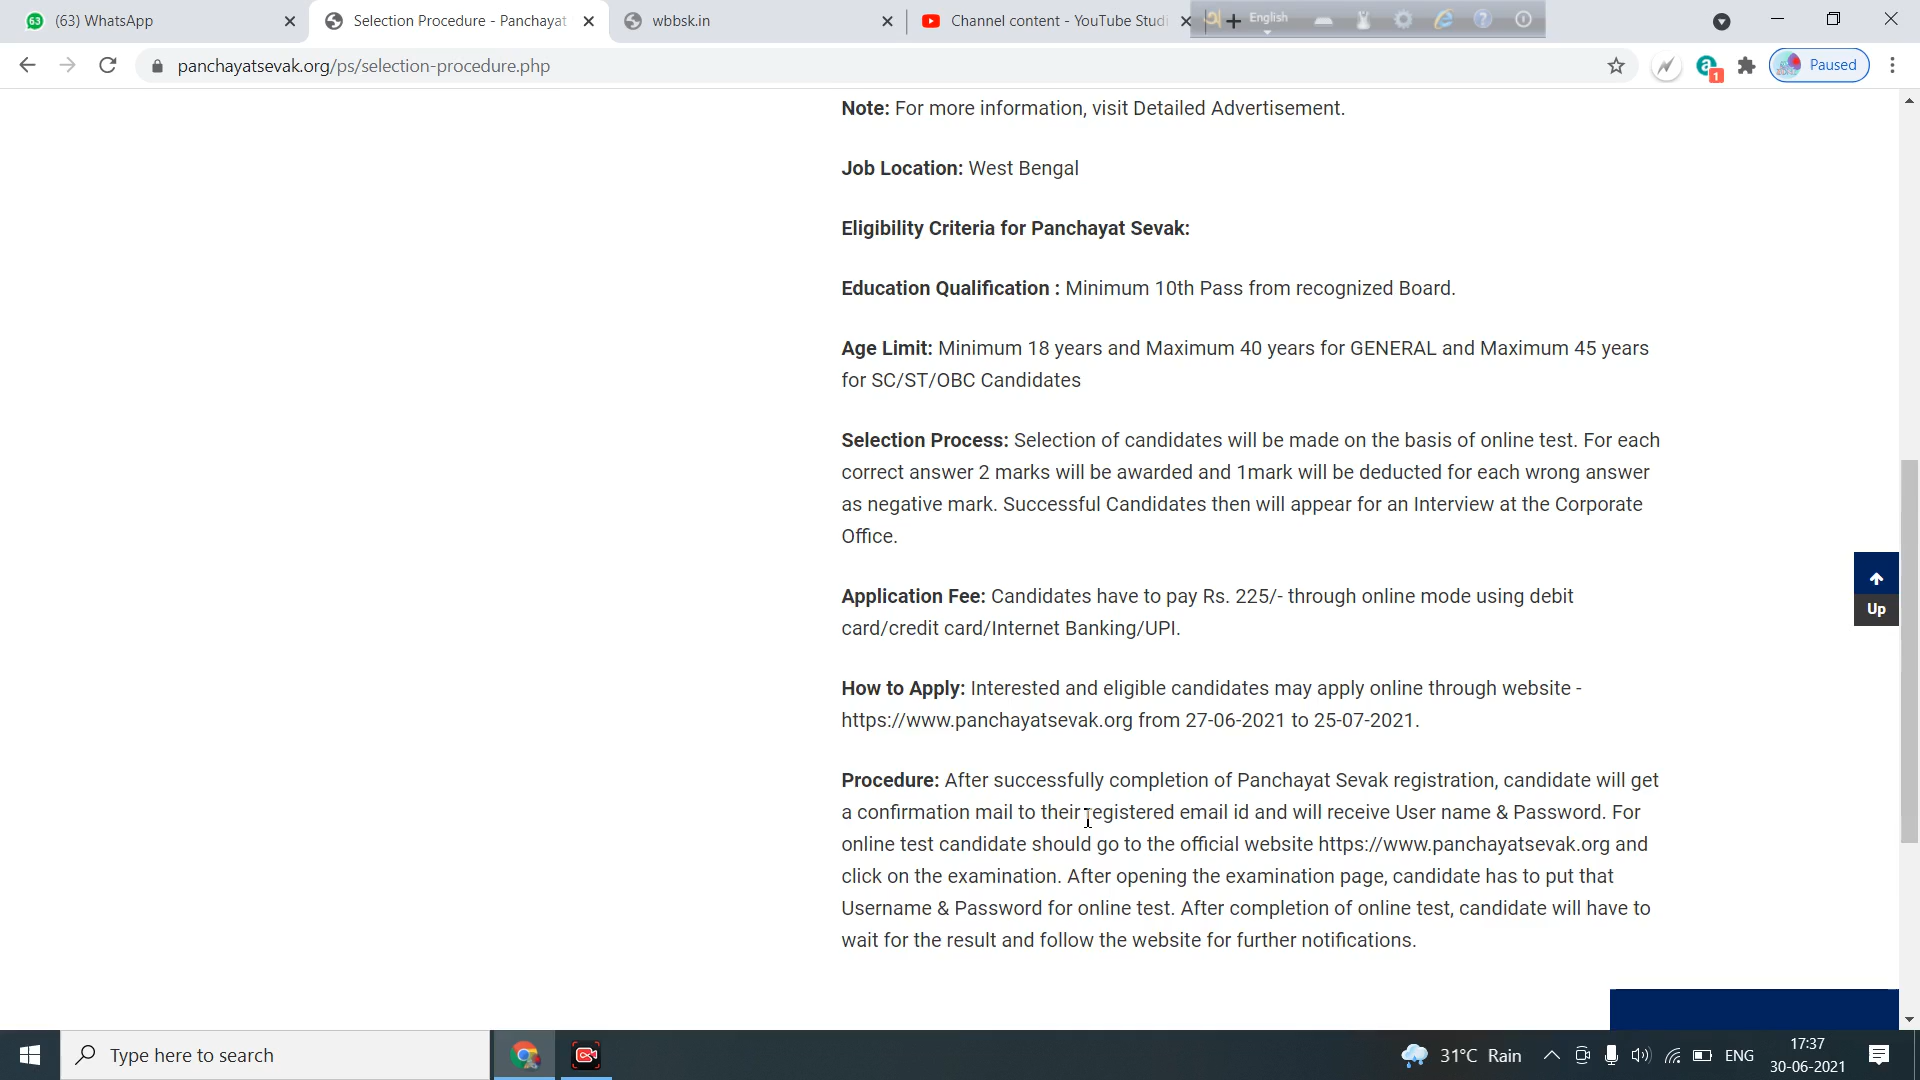 (63) WhatsApp
Selection Procedure - Panchayat
wbbsk.in
Channel content - YouTube Studi
English
panchayatsevak.org/ps/selection-procedure.php
1
Paused
Note: For more information, visit Detailed Advertisement.
Job Location: West Bengal
Eligibility Criteria for Panchayat Sevak:
Education Qualification : Minimum 10th Pass from recognized Board.
Age Limit: Minimum 18 years and Maximum 40 years for GENERAL and Maximum 45 years
for SC/ST/OBC Candidates
Selection Process: Selection of candidates will be made on the basis of online test. For each
correct answer 2 marks will be awarded and 1mark will be deducted for each wrong answer
as negative mark. Successful Candidates then will appear for an Interview at the Corporate
Office.
Application Fee: Candidates have to pay Rs. 225/- through online mode using debit
card/credit card/Internet Banking/UPI.
How to Apply: Interested and eligible candidates may apply online through website -
https://www.panchayatsevak.org from 27-06-2021 to 25-07-2021.
Procedure: After successfully completion of Panchayat Sevak registration, candidate will get
a confirmation mail to their registered email id and will receive User name & Password. For
online test candidate should go to the official website https://www.panchayatsevak.org and
click on the examination. After opening the examination page, candidate has to put that
Username & Password for online test. After completion of online test, candidate will have to
wait for the result and follow the website for further notifications.
Up
Type here to search
31°C Rain
ENG
17:37
30-06-2021